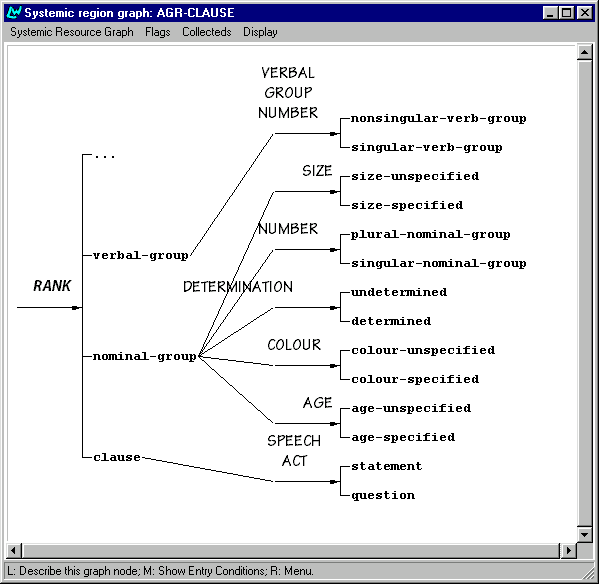 Systemic region graph: AGR-CLAUSE
Systemic Resource Graph Flags Collecteds Display
VERBAL
GROUP
NUMBER
nonsingular-verb-group
singular-verb-group
...
SIZE
size-unspecified
size-specified
NUMBER
plural-nominal-group
verbal-group
singular-nominal-group
RANK
DETERMINATION
undetermined
determined
COLOUR
colour-unspecified
nominal-group
colour-specified
AGE
age-unspecified
age-specified
SPEECH
ACT
clause
statement
question
L: Describe this graph node; M: Show Entry Conditions; R: Menu.